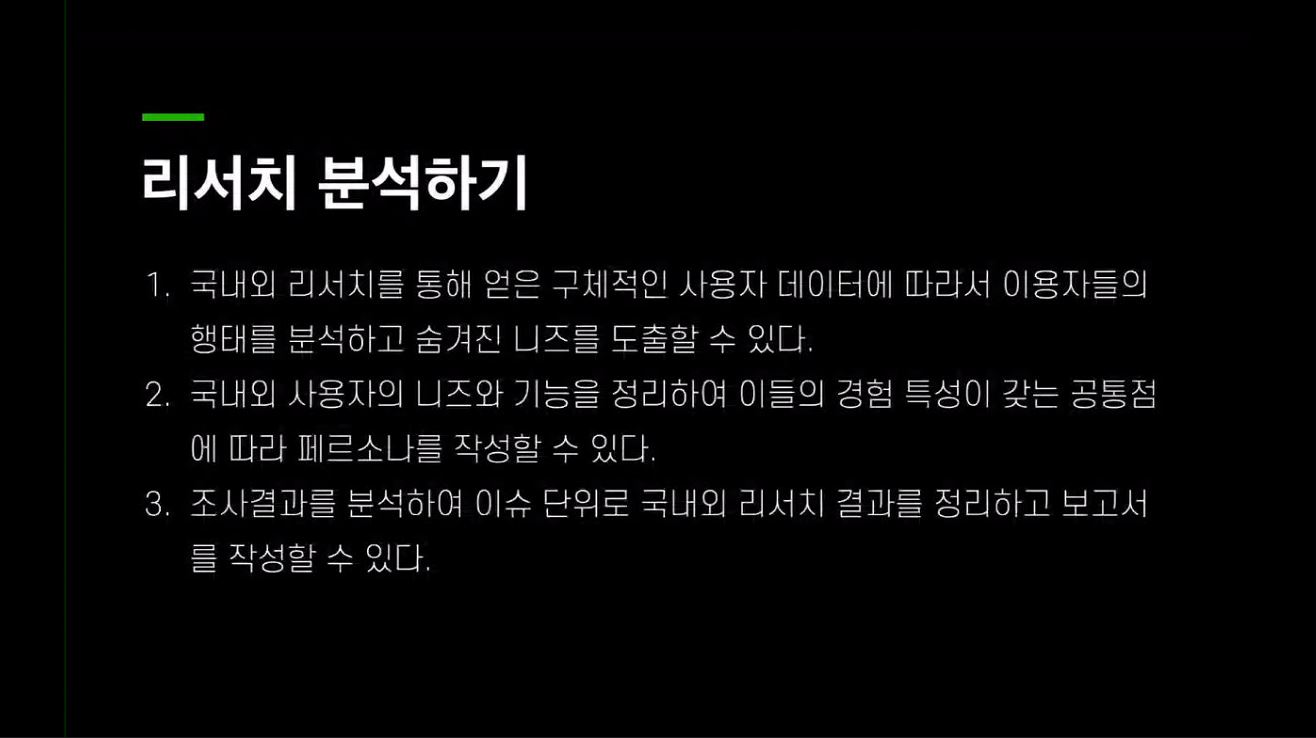 리서치 분석하기
1. 국내외 리서치를 통해 얻은 구체적인 사용자 데이터에 따라서 이용자들의
행태를 분석하고 숨겨진 니즈를 도출할 수 있다.
2. 국내외 사용자의 니즈와 기능을 정리하여 이들의 경험 특성이 갖는 공통점
에 따라 페르소나를 작성할 수 있다.
3. 조사결과를 분석하여 이슈 단위로 국내외 리서치 결과를 정리하고 보고서
를 작성할 수 있다.